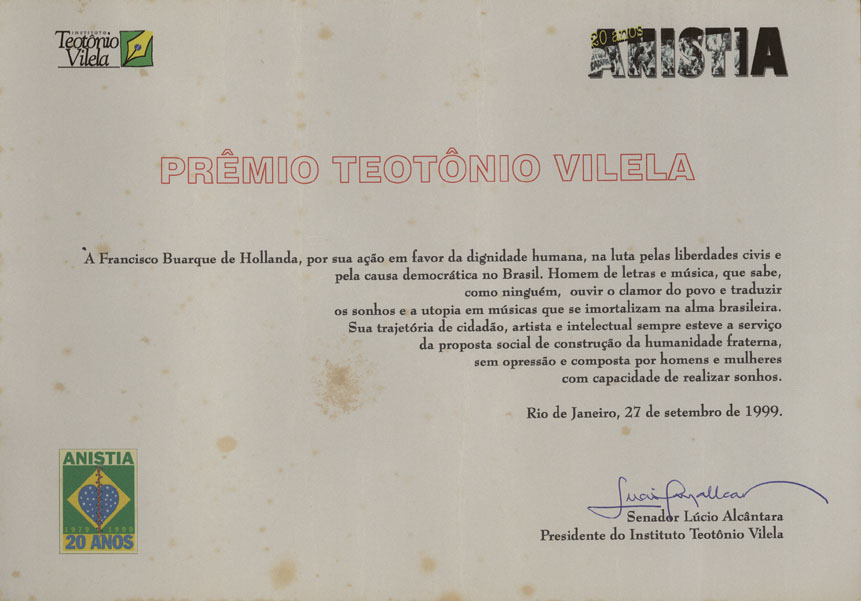 INSTITUTO
Teotônio
Vilela
20 anos
ANISTIA
PRÊMIO TEOTÔNIO VILELA
À Francisco Buarque de Hollanda, por sua ação em favor da dignidade humana, na luta pelas liberdades civis e
pela causa democrática no Brasil. Homem de letras e música, que sabe,
como ninguém, ouvir o clamor do povo e traduzir
os sonhos e a utopia em músicas que se imortalizam na alma brasileira.
Sua trajetória de cidadão, artista e intelectual sempre esteve a serviço
da proposta social de construção da humanidade fraterna,
sem opressão e composta por homens e mulheres
com capacidade de realizar sonhos.
Rio de Janeiro, 27 de setembro de 1999.
ANISTIA
1979 1999
20 ANOS
Senador Lúcio Alcântara
Presidente do Instituto Teotônio Vilela